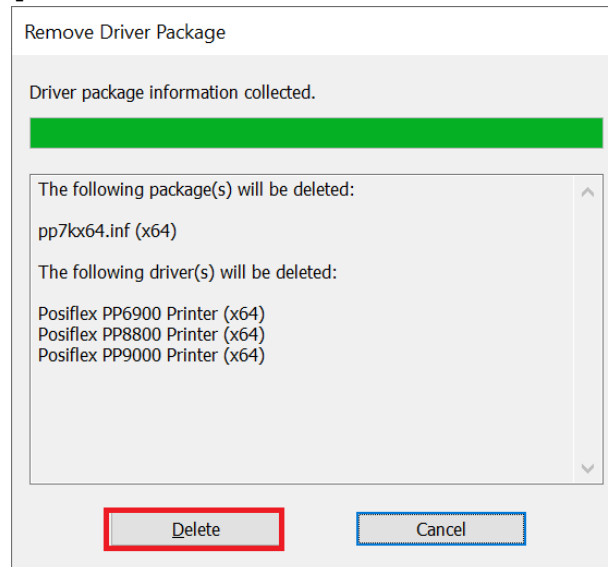 Remove Driver Package
Driver package information collected.
The following package(s) will be deleted:
pp7kx64.inf (x64)
The following driver(s) will be deleted:
Posiflex PP6900 Printer (x64)
Posiflex PP8800 Printer (x64)
Posiflex PP9000 Printer (x64)
Delete Cancel